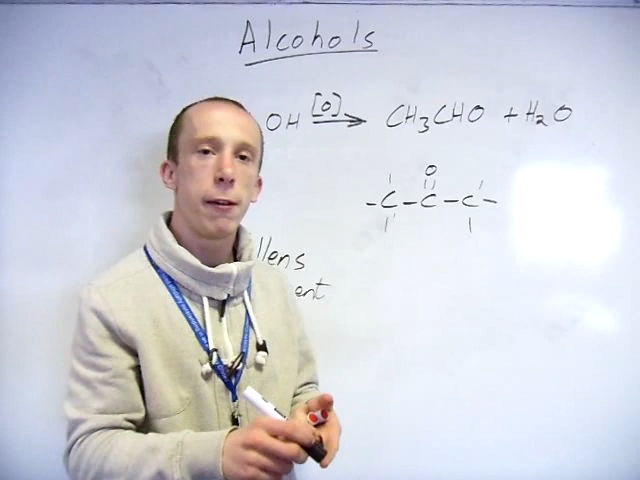 Alcohols
OH [O] CH₃CHO + H₂O
O
-C-C-C-
llens
ent